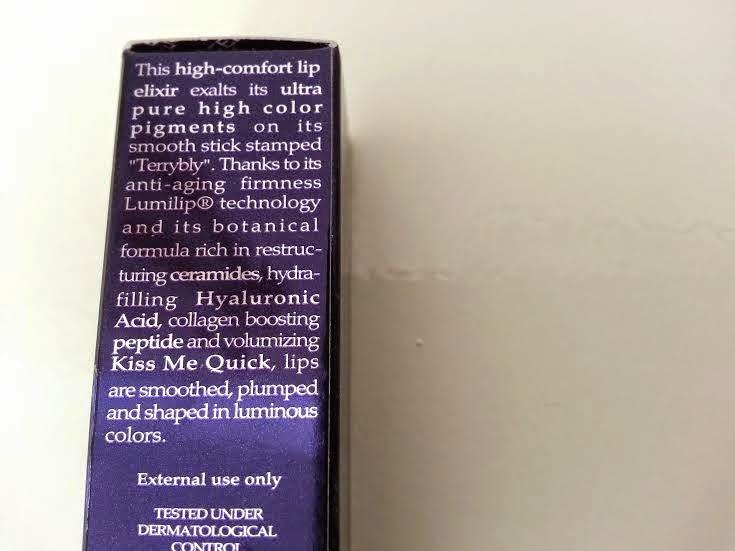 This high-comfort lip
elixir exalts its ultra
pure high color
pigments on its
smooth stick stamped
"Terrybly". Thanks to its
anti-aging firmness
Lumilip® technology
and its botanical
formula rich in restruc-
turing ceramides, hydra-
filling Hyaluronic
Acid, collagen boosting
peptide and volumizing
Kiss Me Quick, lips
are smoothed, plumped
and shaped in luminous
colors.
External use only
TESTED UNDER
DERMATOLOGICAL
CONTROL